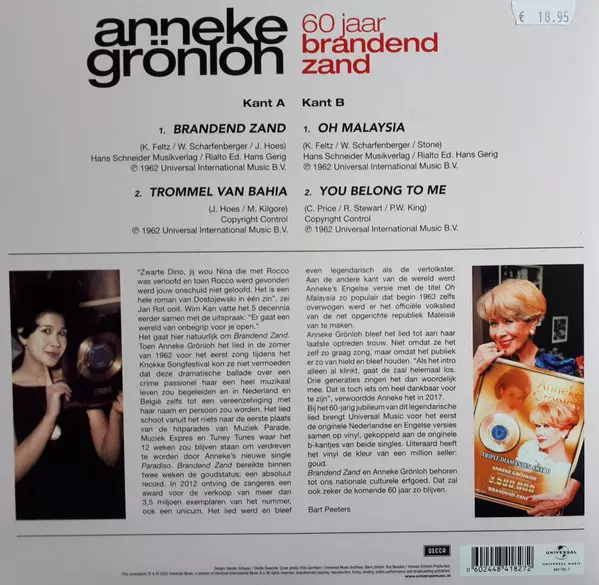 € 18.95
anneke
grönloh
60 jaar
brandend
zand
Kant A
1. BRANDEND ZAND
(K. Feltz / W. Scharfenberger / J. Hoes)
Hans Schneider Musikverlag / Rialto Ed. Hans Gerig
℗ 1962 Universal International Music B.V.
2. TROMMEL VAN BAHIA
(J. Hoes / M. Kilgore)
Copyright Control
℗ 1962 Universal International Music B.V.
Kant B
1. OH MALAYSIA
(K. Feltz / W. Scharfenberger / Stone)
Hans Schneider Musikverlag / Rialto Ed. Hans Gerig
℗ 1962 Universal International Music B.V.
2. YOU BELONG TO ME
(C. Price / R. Stewart / P.W. King)
Copyright Control
℗ 1962 Universal International Music B.V.
"Zwarte Dino, jij wou Nina die met Rocco
was verloofd en toen Rocco werd gevonden
werd jouw onschuld niet geloofd. Het is een
hele roman van Dostojewski in één zin", zei
Jan Rot ooit. Wim Kan vatte het 5 decennia
eerder samen met de uitspraak. "Er gaat een
wereld van onbegrip voor je open."
Het gaat hier natuurlijk om Brandend Zand.
Toen Anneke Grönloh het lied in de zomer
van 1962 voor het eerst zong tijdens het
Knokke Songfestival kon ze niet vermoeden
dat deze dramatische ballade over een
crime passionel haar een heel muzikaal
leven zou begeleiden en in Nederland en
België zelfs tot een vereenzelviging met
haar naam en persoon zou worden. Het lied
schoot vanuit het niets naar de eerste plaats
van de hitparades van Muziek Parade,
Muziek Expres en Tuney Tunes waar het
12 weken zou blijven staan om verdreven
te worden door Anneke's nieuwe single
Paradiso. Brandend Zand bereikte binnen
twee weken de goudstatus; een absoluut
record. In 2012 ontving de zangeres een
award voor de verkoop van meer dan
3,5 miljoen exemplaren van het nummer,
ook een unicum. Het lied werd en bleef
even legendarisch als de vertolkster.
Aan de andere kant van de wereld werd
Anneke's Engelse versie met de titel Oh
Malaysia zo populair dat begin 1963 zelfs
overwogen werd er het officiële volkslied
van de net opgerichte republiek Maleisië
van te maken.
Anneke Grönloh bleef het lied tot aan haar
laatste optreden trouw. Niet omdat ze het
zelf zo graag zong, maar omdat het publiek
er zo van hield en bleef houden. "Als het intro
alleen al klinkt, gaat de zaal helemaal los.
Drie generaties zingen het dan woordelijk
mee. Dat is toch iets om heel dankbaar voor
te zijn", verwoordde Anneke het in 2017.
Bij het 60-jarig jubileum van dit legendarische
lied brengt Universal Music voor het eerst
de originele Nederlandse en Engelse versies
samen op vinyl, gekoppeld aan de originele
b-kantjes van beide singles. Uiteraard heeft
het vinyl de kleur van een million seller:
goud.
Brandend Zand en Anneke Grönloh behoren
tot ons nationale culturele erfgoed. Dat zal
ook zeker de komende 60 jaar zo blijven.
Bart Peeters
Anneke
Grönloh
TRIPLE DIAMOND AWARD
ANNEKE GRÖNLOH
3.500.000
'BRANDEND ZAND'
DECCA
www.universalmusic.nl
0 602448 418272
UNIVERSAL
UNIVERSAL MUSIC